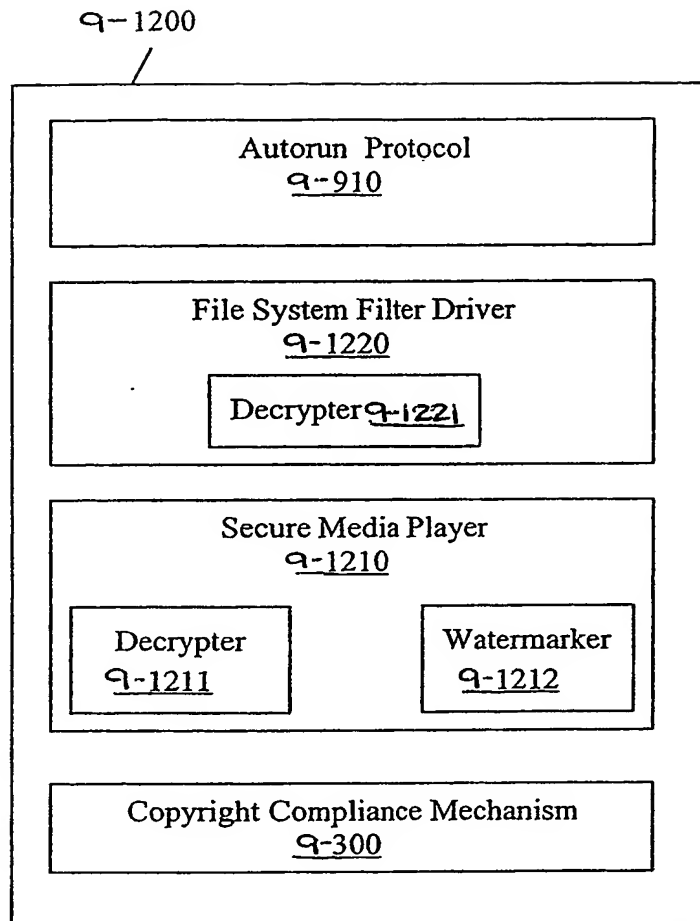 9-1200
Autorun Protocol
9-910
File System Filter Driver
9-1220
Decrypter 9-1221
Secure Media Player
9-1210
Decrypter
9-1211
Watermarker
9-1212
Copyright Compliance Mechanism
9-300